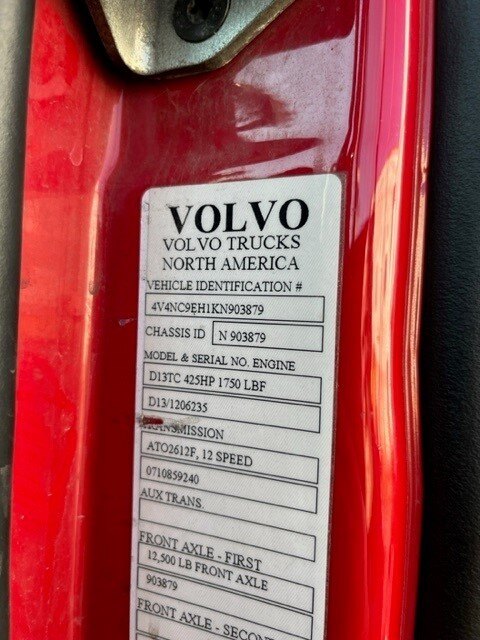 VOLVO
VOLVO TRUCKS
NORTH AMERICA
VEHICLE IDENTIFICATION #
4V4NC9EH1KN903879
CHASSIS ID N 903879
MODEL & SERIAL NO. ENGINE
D13TC 425HP 1750 LBF
D13/1206235
TRANSMISSION
ATO2612F, 12 SPEED
0710859240
AUX TRANS.
FRONT AXLE - FIRST
12,500 LB FRONT AXLE
903879
FRONT AXLE - SECOND